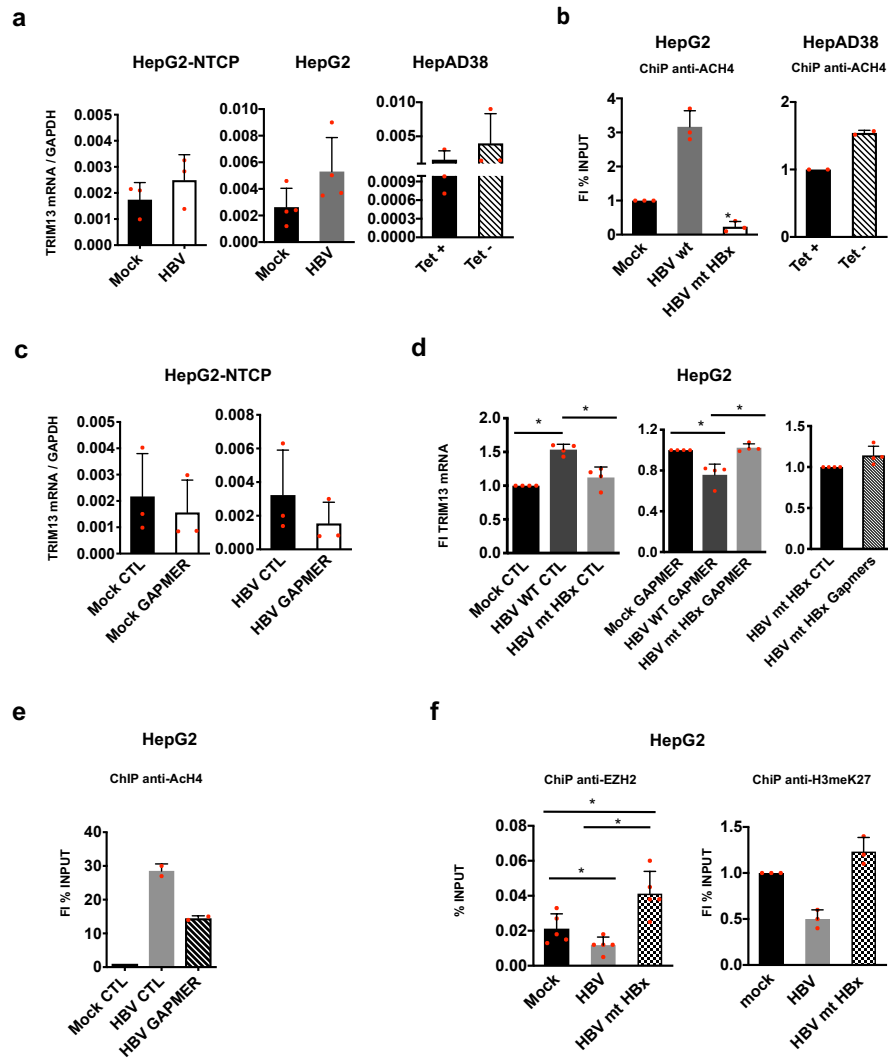 a
HepG2-NTCP
HepG2
HepAD38
TRIM13 mRNA / GAPDH
0.005
0.004
0.003
0.002
0.001
0.000
Mock
HBV
0.010
0.008
0.006
0.004
0.002
0.000
Mock
HBV
0.010
0.005
0.0009
0.0006
0.0003
0.0000
Tet +
Tet -
b
HepG2
ChiP anti-ACH4
HepAD38
ChiP anti-ACH4
FI % INPUT
4
3
2
1
0
*
Mock
HBV wt
HBV mt HBx
2
1
0
Tet +
Tet -
c
HepG2-NTCP
TRIM13 mRNA / GAPDH
0.005
0.004
0.003
0.002
0.001
0.000
Mock CTL
Mock GAPMER
0.008
0.006
0.004
0.002
0.000
HBV CTL
HBV GAPMER
d
HepG2
FI TRIM13 mRNA
2.0
1.5
1.0
0.5
0.0
* *
Mock CTL
HBV WT CTL
HBV mt HBx CTL
1.2
0.8
0.4
0.0
* *
Mock GAPMER
HBV WT GAPMER
HBV mt HBx GAPMER
1.5
1.0
0.5
0.0
HBV mt HBx CTL
HBV mt HBx Gapmers
e
HepG2
ChIP anti-AcH4
FI % INPUT
40
30
20
10
0
Mock CTL
HBV CTL
HBV GAPMER
f
HepG2
ChiP anti-EZH2
ChiP anti-H3meK27
% INPUT
0.08
0.06
0.04
0.02
0.00
*
*
*
Mock
HBV
HBV mt HBx
FI % INPUT
1.5
1.0
0.5
0.0
mock
HBV
HBV mt HBx